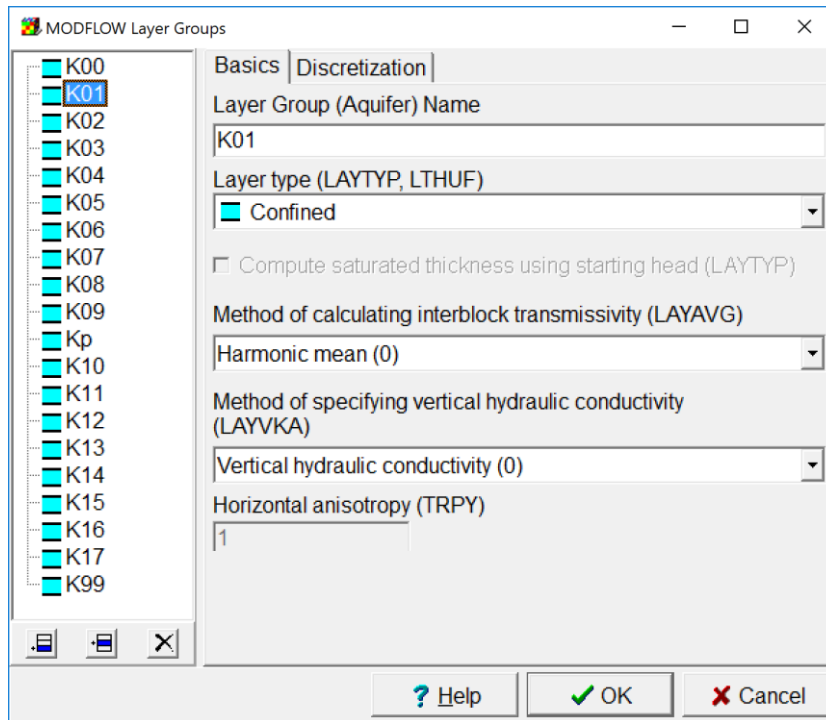 MODFLOW Layer Groups
K00
K01
K02
K03
K04
K05
K06
K07
K08
K09
Kp
K10
K11
K12
K13
K14
K15
K16
K17
K99
Basics
Discretization
Layer Group (Aquifer) Name
K01
Layer type (LAYTYP, LTHUF)
Confined
Compute saturated thickness using starting head (LAYTYP)
Method of calculating interblock transmissivity (LAYAVG)
Harmonic mean (0)
Method of specifying vertical hydraulic conductivity
(LAYVKA)
Vertical hydraulic conductivity (0)
Horizontal anisotropy (TRPY)
1
? Help
OK
Cancel